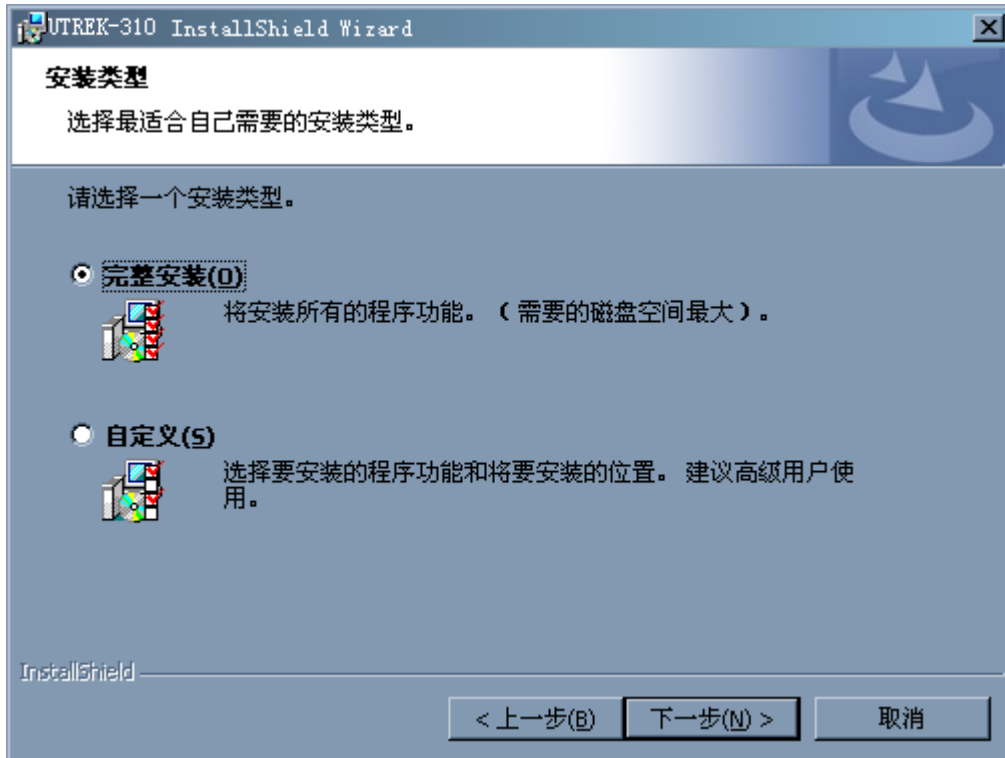 UTREK-310 InstallShield Wizard
安装类型
选择最适合自己需要的安装类型。
请选择一个安装类型。
完整安装(O)
将安装所有的程序功能。（需要的磁盘空间最大）。
自定义(S)
选择要安装的程序功能和将要安装的位置。 建议高级用户使
用。
InstallShield
< 上一步(B)
下一步(N) >
取消